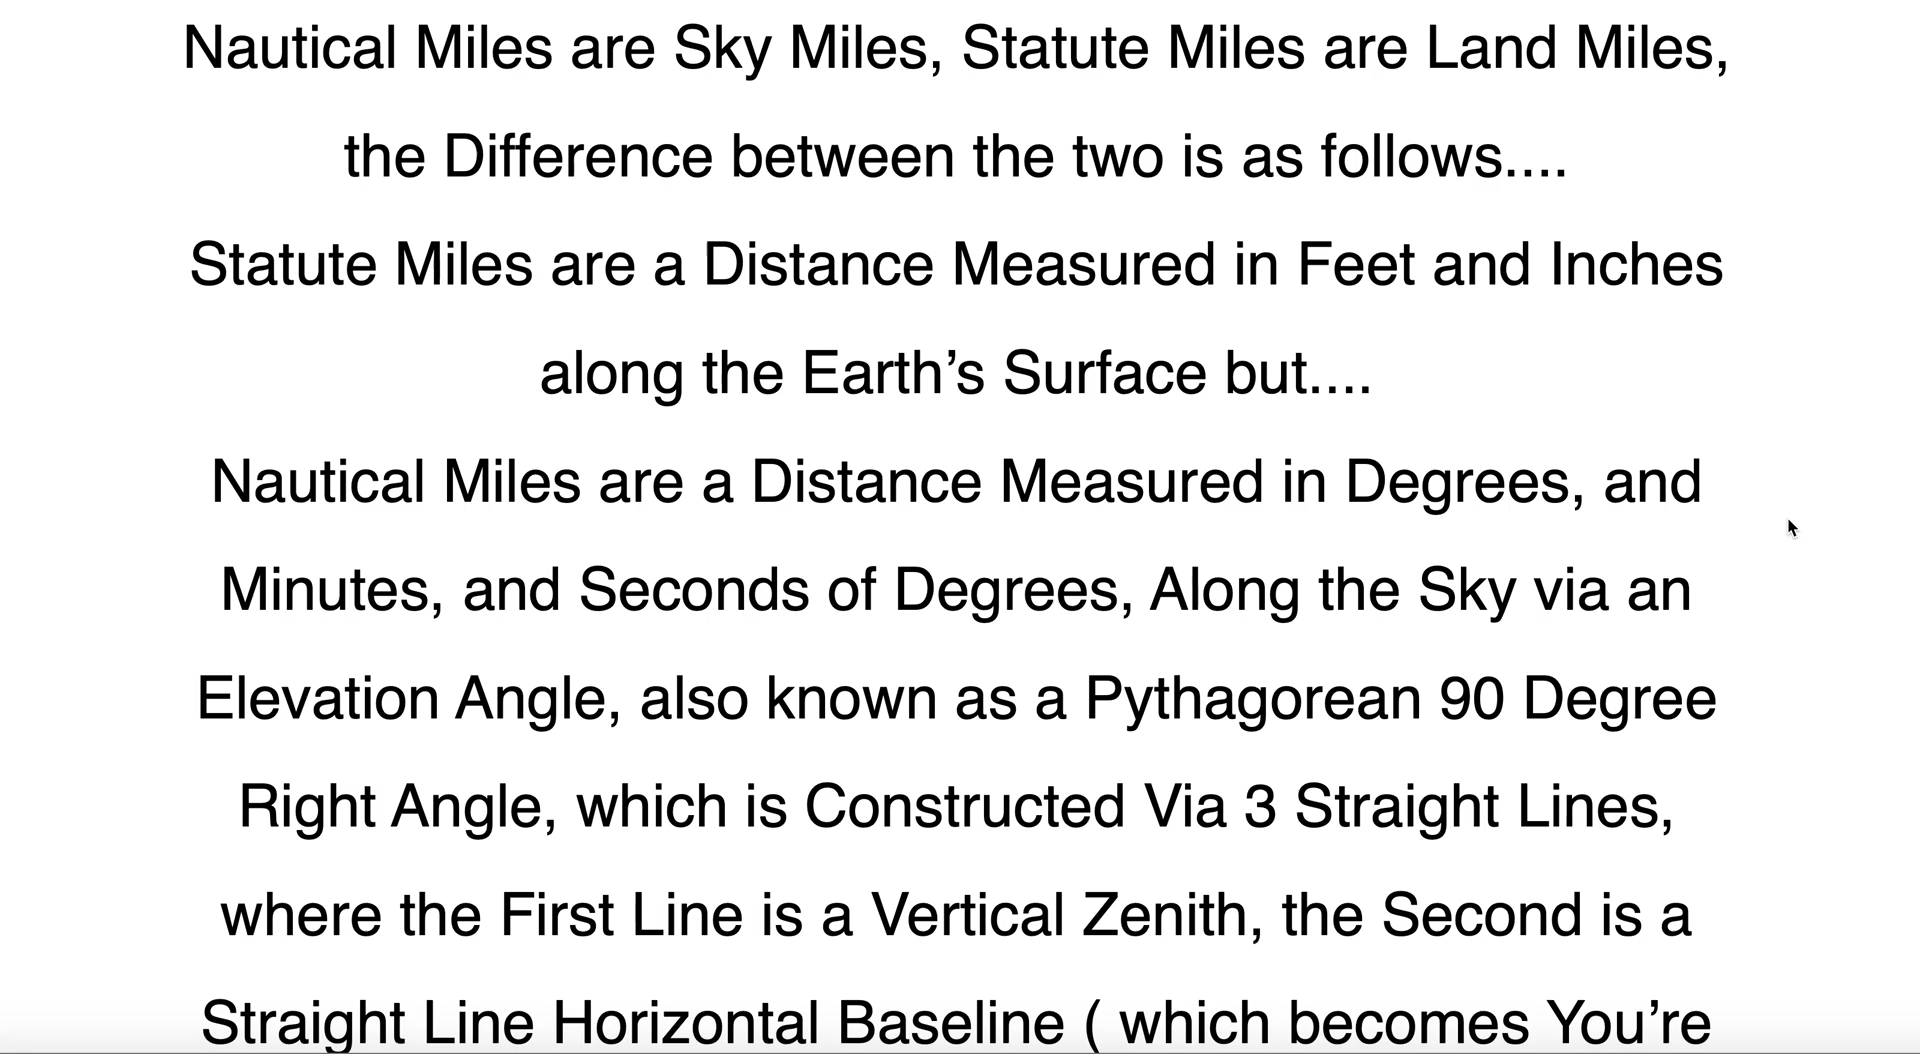 Nautical Miles are Sky Miles, Statute Miles are Land Miles,
the Difference between the two is as follows....
Statute Miles are a Distance Measured in Feet and Inches
along the Earth’s Surface but....
Nautical Miles are a Distance Measured in Degrees, and
Minutes, and Seconds of Degrees, Along the Sky via an
Elevation Angle, also known as a Pythagorean 90 Degree
Right Angle, which is Constructed Via 3 Straight Lines,
where the First Line is a Vertical Zenith, the Second is a
Straight Line Horizontal Baseline ( which becomes You’re